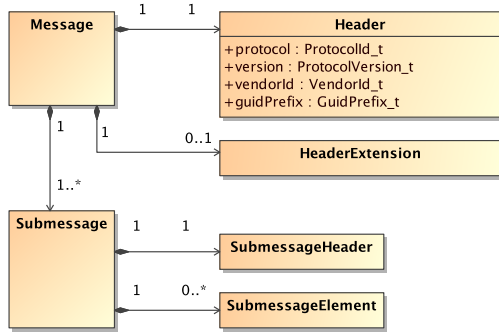 Message
1
1
Header
+protocol : ProtocolId_t
+version : ProtocolVersion_t
+vendorId : VendorId_t
+guidPrefix : GuidPrefix_t
1
1
0..1
HeaderExtension
1..*
Submessage
1
1
SubmessageHeader
1
0..*
SubmessageElement